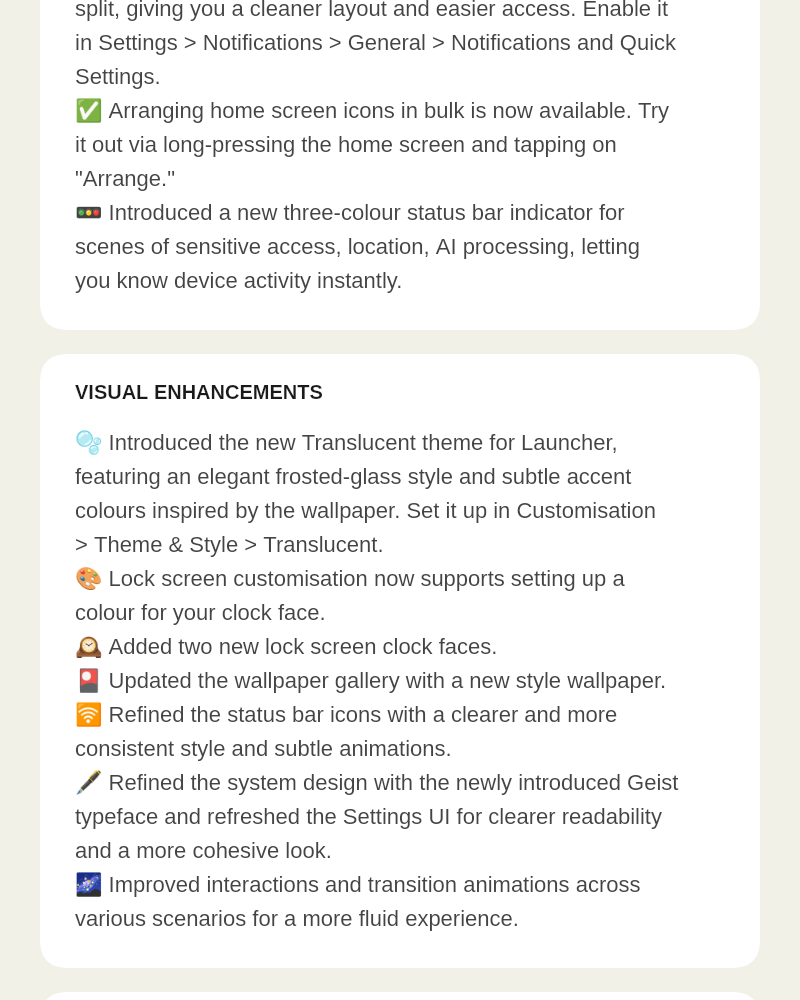 split, giving you a cleaner layout and easier access. Enable it
in Settings > Notifications > General > Notifications and Quick
Settings.
✅ Arranging home screen icons in bulk is now available. Try
it out via long-pressing the home screen and tapping on
"Arrange."
🚥 Introduced a new three-colour status bar indicator for
scenes of sensitive access, location, AI processing, letting
you know device activity instantly.
VISUAL ENHANCEMENTS
🫧 Introduced the new Translucent theme for Launcher,
featuring an elegant frosted-glass style and subtle accent
colours inspired by the wallpaper. Set it up in Customisation
> Theme & Style > Translucent.
🎨 Lock screen customisation now supports setting up a
colour for your clock face.
🕰️ Added two new lock screen clock faces.
🎴 Updated the wallpaper gallery with a new style wallpaper.
🛜 Refined the status bar icons with a clearer and more
consistent style and subtle animations.
🖋️ Refined the system design with the newly introduced Geist
typeface and refreshed the Settings UI for clearer readability
and a more cohesive look.
🌌 Improved interactions and transition animations across
various scenarios for a more fluid experience.